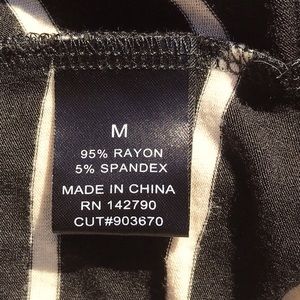 M
95% RAYON
5% SPANDEX
MADE IN CHINA
RN 142790
CUT#903670